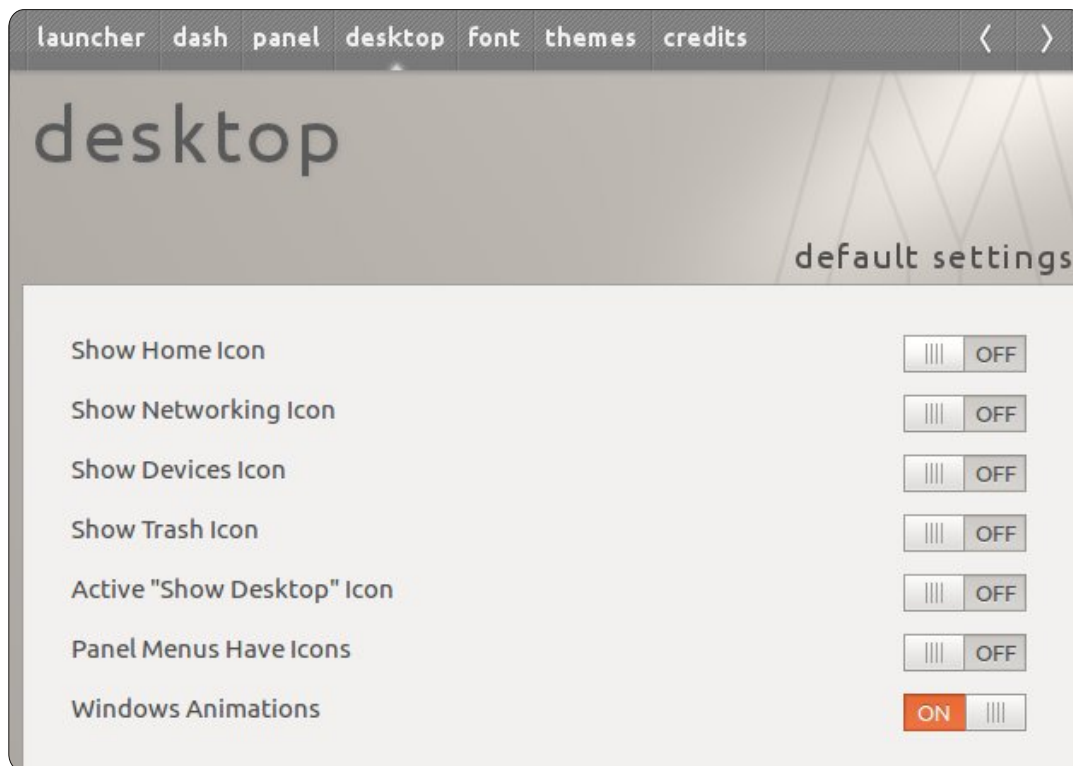 launcher dash panel desktop font themes credits
desktop
default settings
Show Home Icon OFF
Show Networking Icon OFF
Show Devices Icon OFF
Show Trash Icon OFF
Active "Show Desktop" Icon OFF
Panel Menus Have Icons OFF
Windows Animations ON